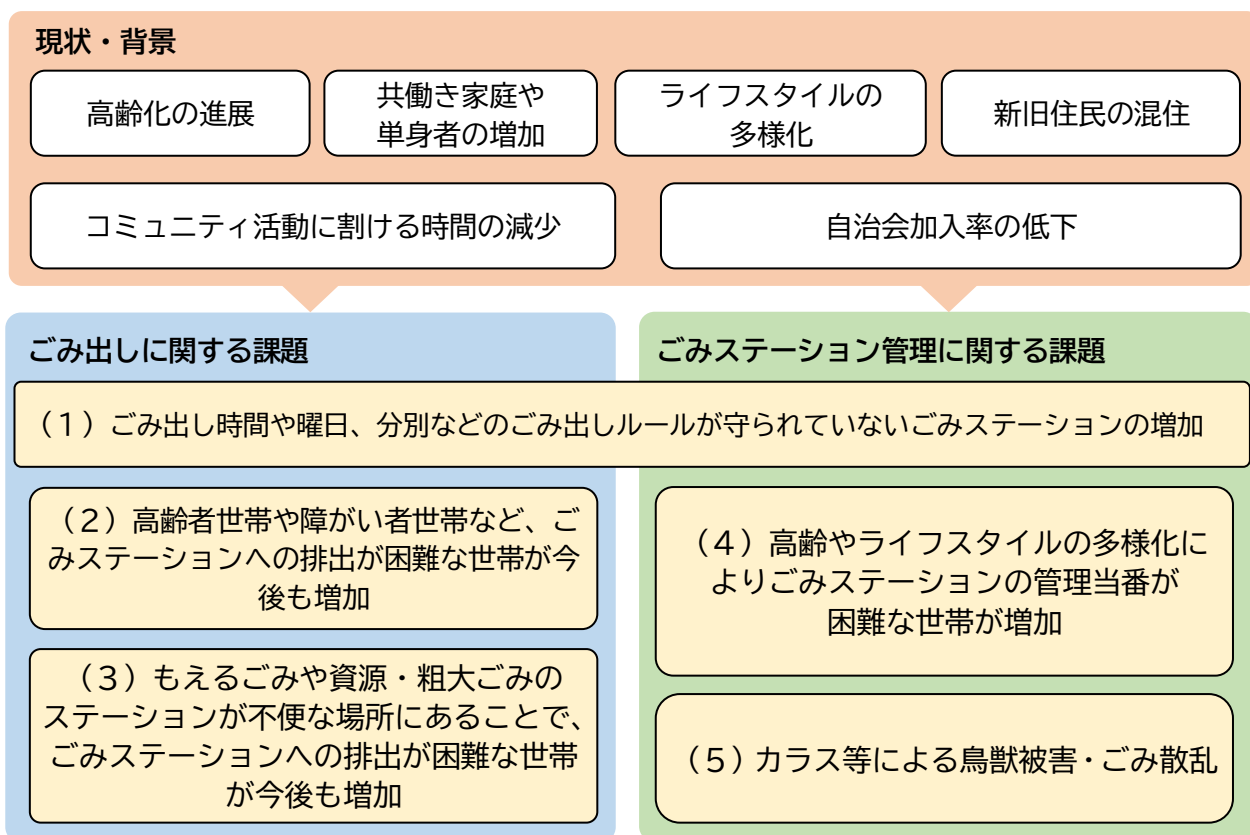 現状・背景
高齢化の進展
共働き家庭や
単身者の増加
ライフスタイルの
多様化
新旧住民の混住
コミュニティ活動に割ける時間の減少
自治会加入率の低下
ごみ出しに関する課題
ごみステーション管理に関する課題
（１）ごみ出し時間や曜日、分別などのごみ出しルールが守られていないごみステーションの増加
（２）高齢者世帯や障がい者世帯など、ご
みステーションへの排出が困難な世帯が今
後も増加
（３）もえるごみや資源・粗大ごみの
ステーションが不便な場所にあることで、
ごみステーションへの排出が困難な世帯
が今後も増加
（４）高齢やライフスタイルの多様化に
よりごみステーションの管理当番が
困難な世帯が増加
（５）カラス等による鳥獣被害・ごみ散乱